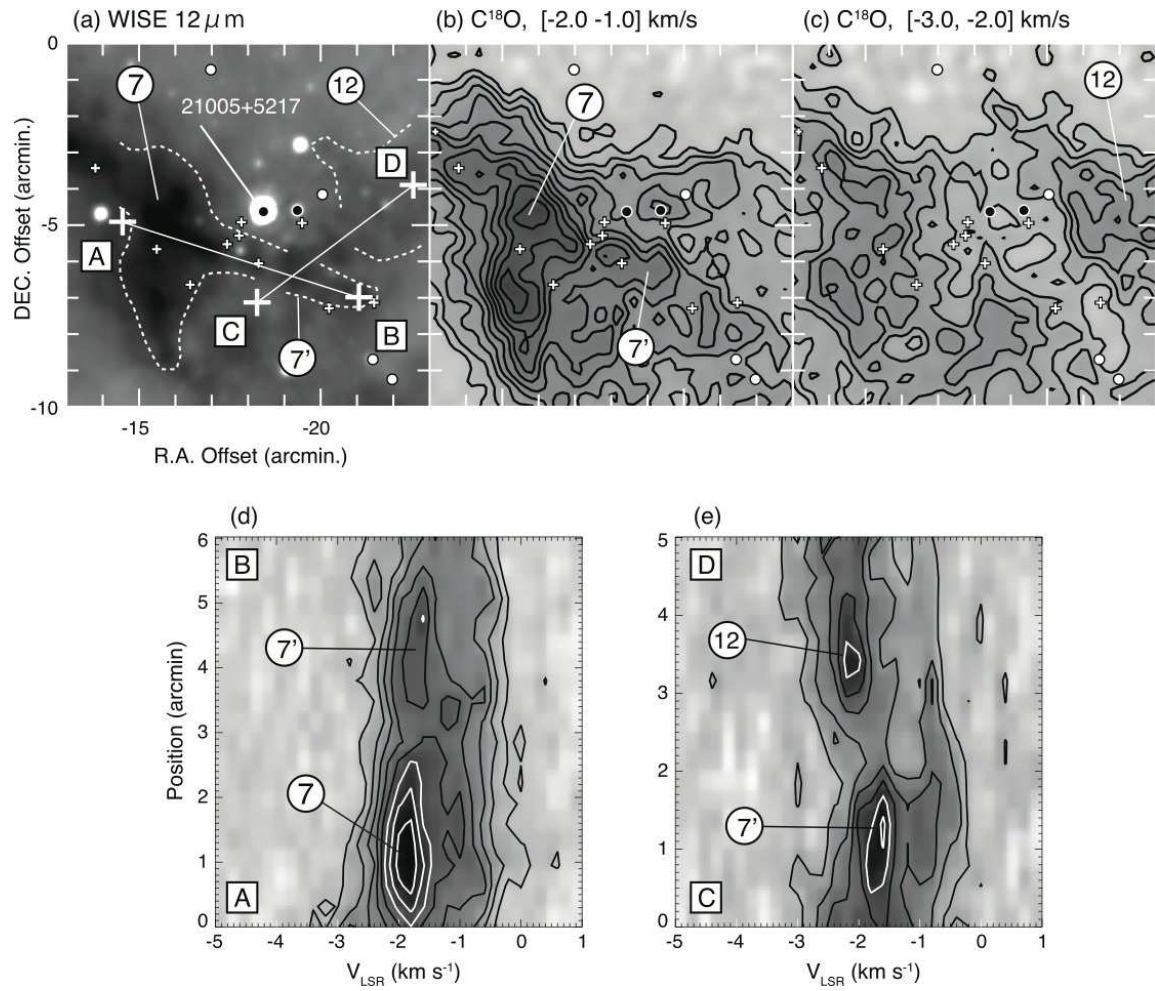 (a) WISE 12 μm
(b) C¹⁸O, [-2.0 -1.0] km/s
(c) C¹⁸O, [-3.0, -2.0] km/s
0
-5
-10
DEC. Offset (arcmin.)
7
12
21005+5217
D
A
C
B
7'
-15
-20
R.A. Offset (arcmin.)
7
7'
12
(d)
6
5
4
3
2
1
0
Position (arcmin)
B
7'
7
A
-5
-4
-3
-2
-1
0
1
V_LSR (km s⁻¹)
(e)
5
4
3
2
1
0
D
12
7'
C
-5
-4
-3
-2
-1
0
1
V_LSR (km s⁻¹)